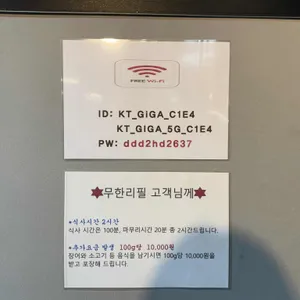 FREE Wi-Fi
ID: KT_GIGA_C1E4
KT_GIGA_5G_C1E4
PW: ddd2hd2637
✶무한리필 고객님께✶
●식사시간 2시간
식사 시간은 100분, 마무리시간 20분 총 2시간드립니다.
●추가요금 발생 100g당 10,000원
장어와 소고기 등 음식을 남기시면 100g당 10,000원을
받고 포장해 드립니다.